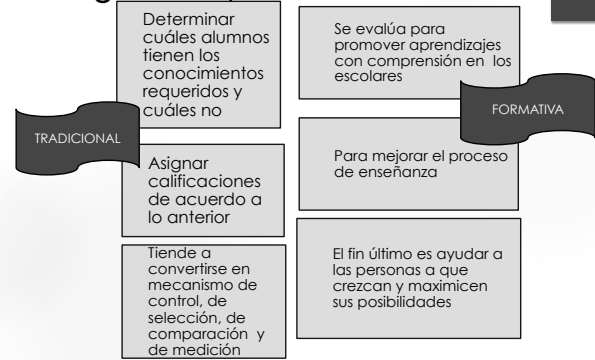 Determinar
cuáles alumnos
tienen los
conocimientos
requeridos y
cuáles no
TRADICIONAL
Asignar
calificaciones
de acuerdo a
lo anterior
Tiende a
convertirse en
mecanismo de
control, de
selección, de
comparación y
de medición
Se evalúa para
promover aprendizajes
con comprensión en los
escolares
FORMATIVA
Para mejorar el proceso
de enseñanza
El fin último es ayudar a
las personas a que
crezcan y maximicen
sus posibilidades